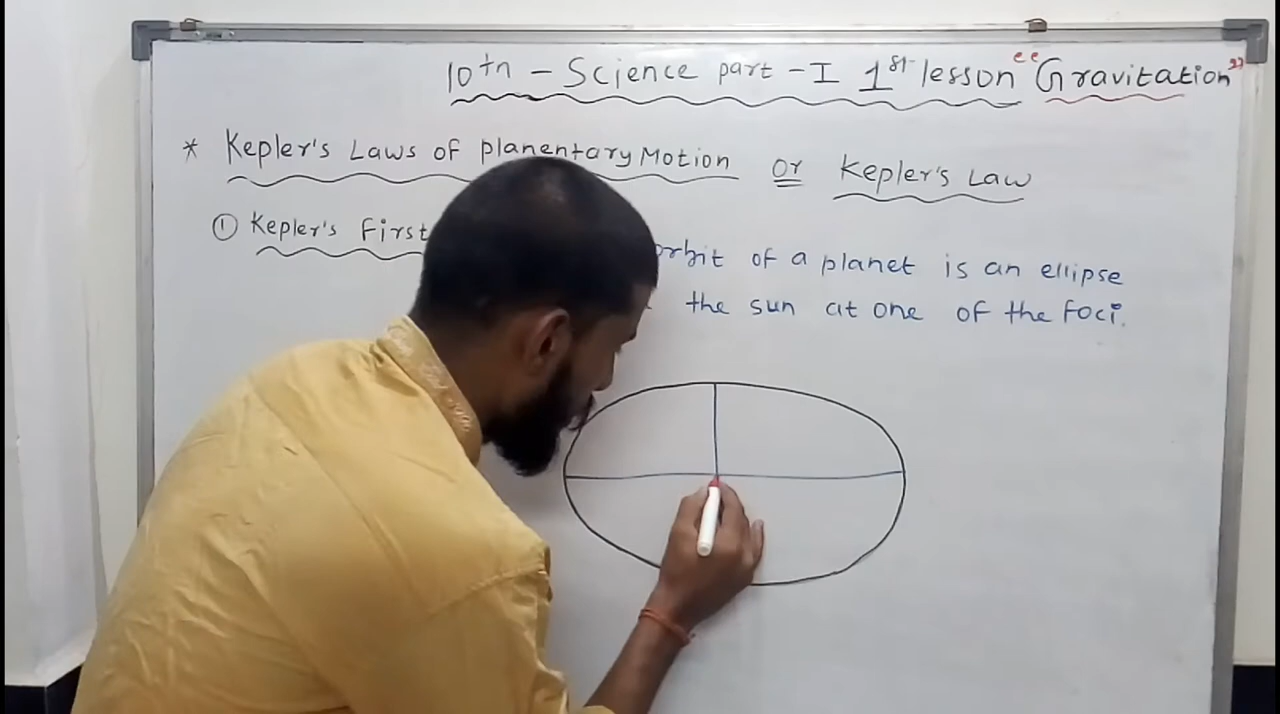 10th - Science part - I 1st lesson "Gravitation"
* Kepler's Laws of planentary Motion or Kepler's Law
① Kepler's First
orbit of a planet is an ellipse
the sun at one of the foci.